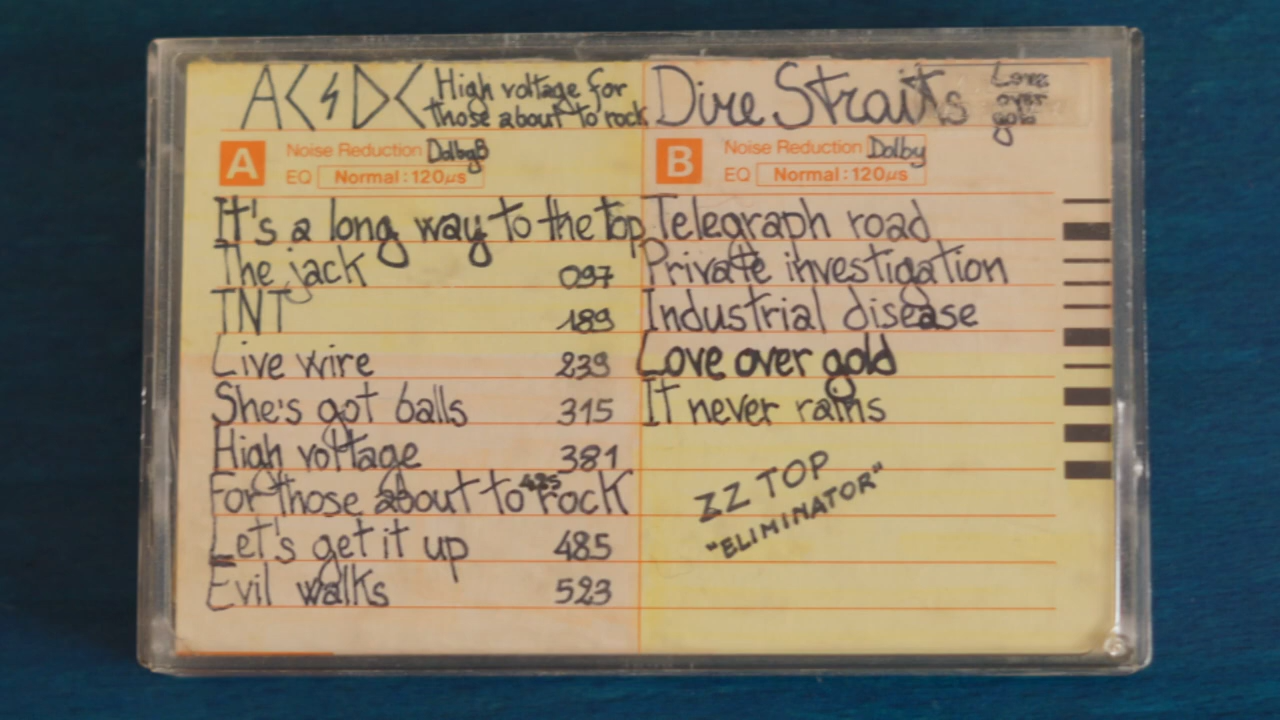 AC⚡DC High voltage for
those about to rock
A Noise Reduction Dolby B
EQ Normal : 120µs
It's a long way to the top
The jack 097
TNT 189
Live wire 239
She's got balls 315
High voltage 381
For those about to rock 425
Let's get it up 485
Evil walks 523
Dire Straits Love
over
gold
B Noise Reduction Dolby
EQ Normal : 120µs
Telegraph road
Private investigation
Industrial disease
Love over gold
It never rains
ZZ TOP
"ELIMINATOR"